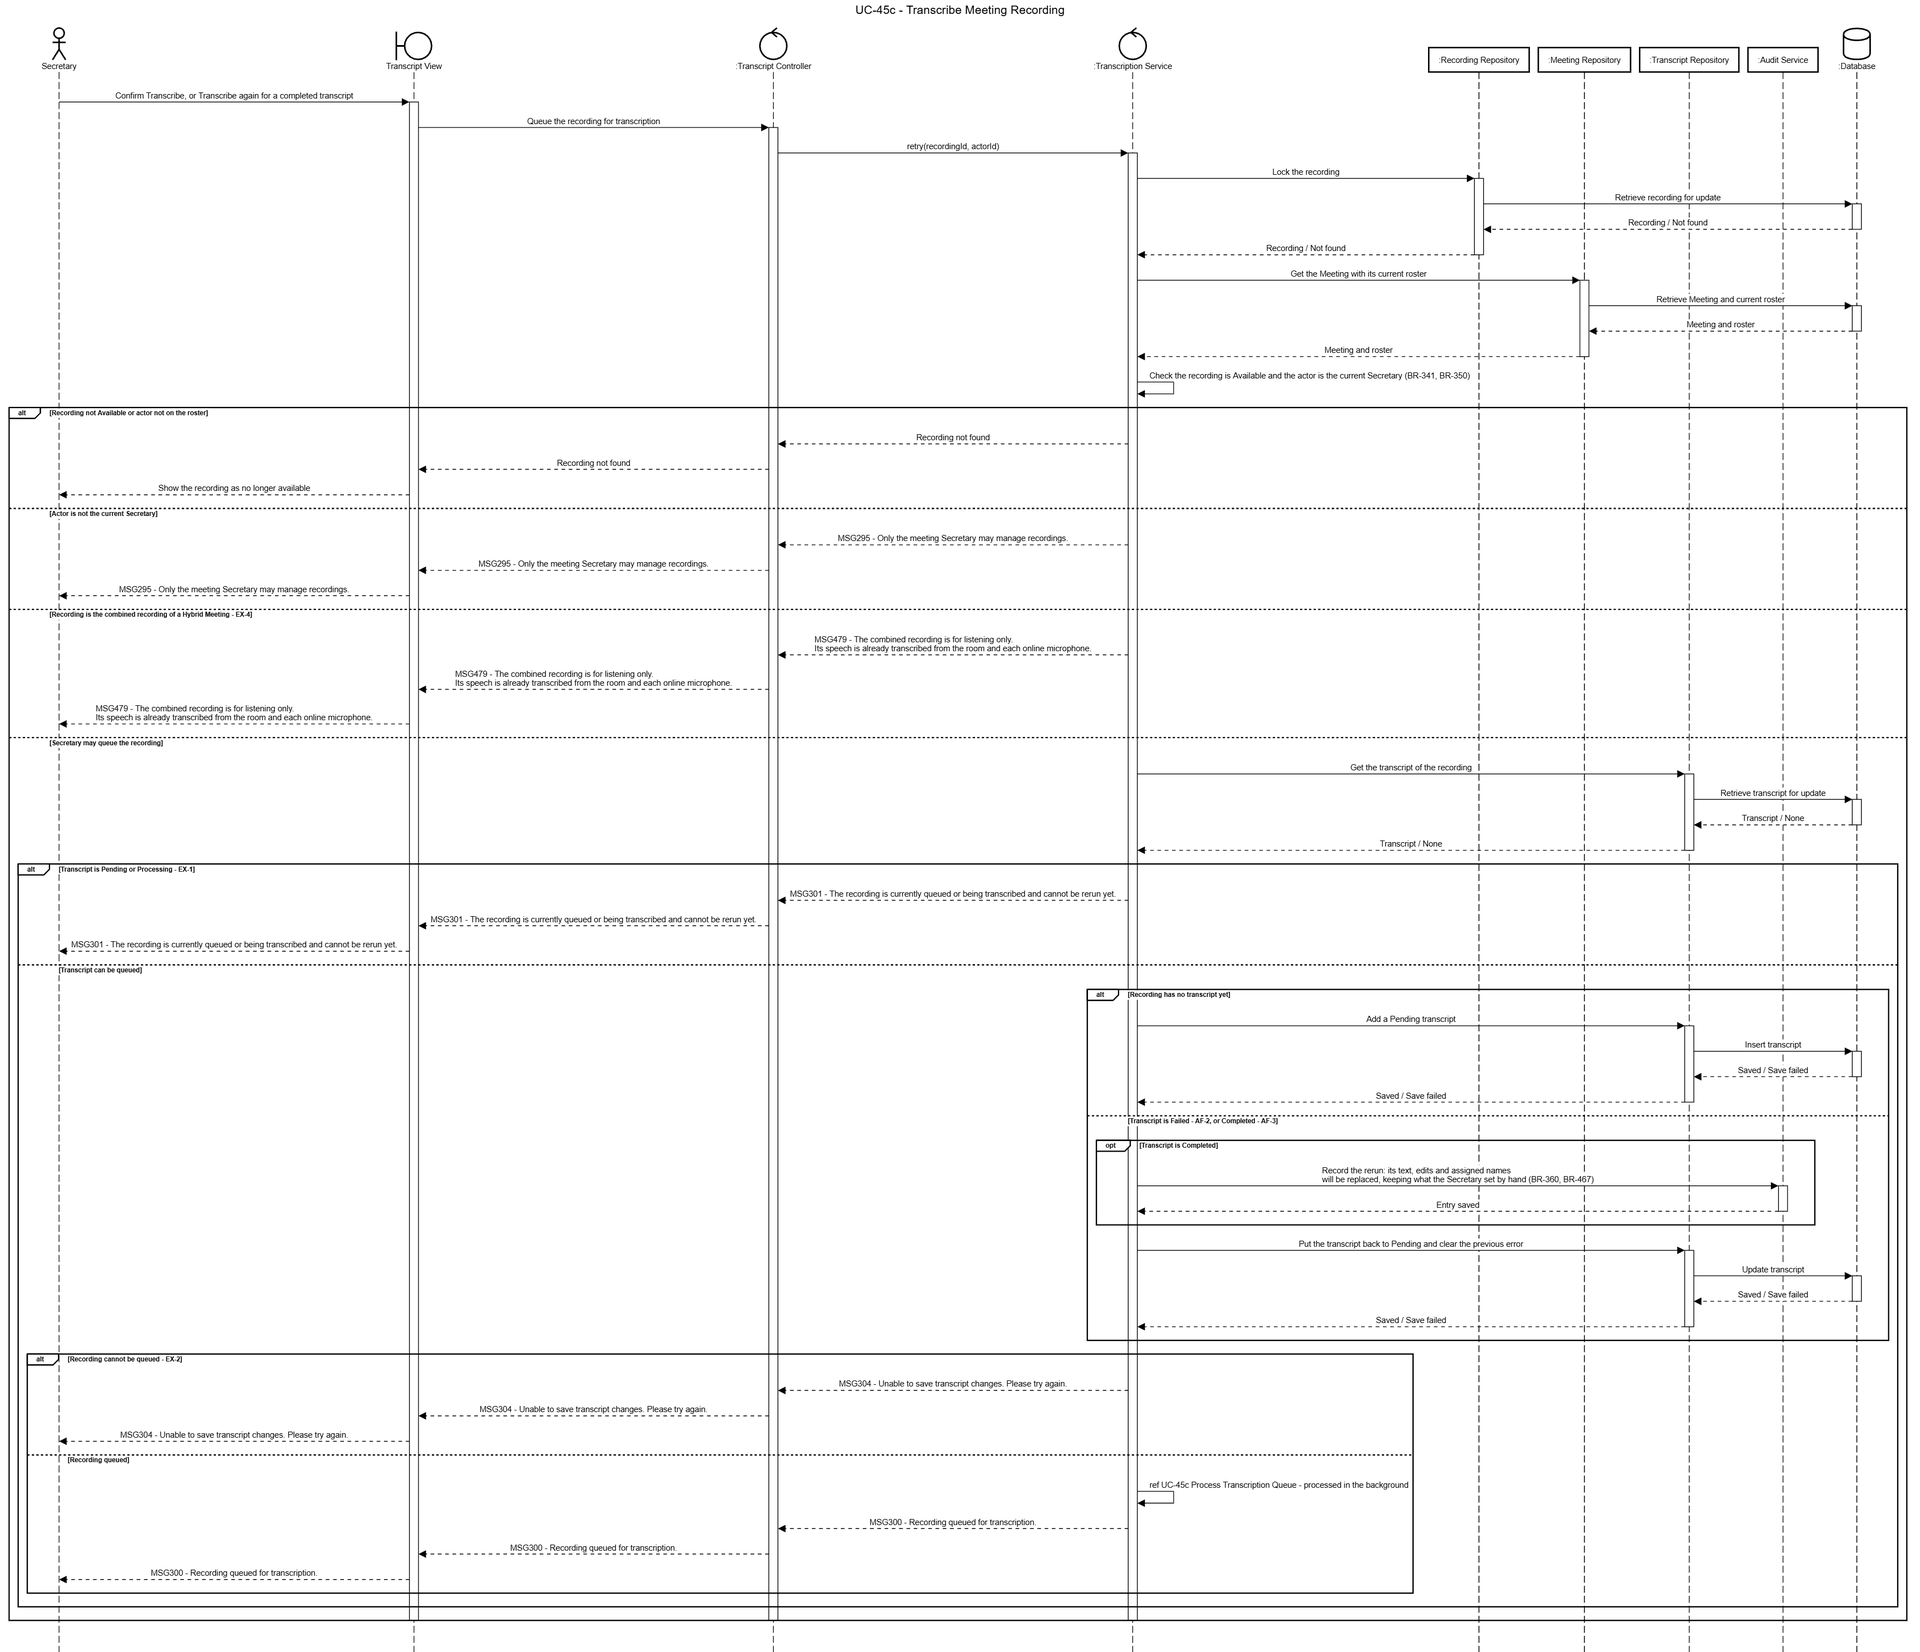 UC-45c - Transcribe Meeting Recording
Secretary
Transcript View
:Transcript Controller
:Transcription Service
:Recording Repository
:Meeting Repository
:Transcript Repository
:Audit Service
:Database
Confirm Transcribe, or Transcribe again for a completed transcript
Queue the recording for transcription
retry(recordingId, actorId)
Lock the recording
Retrieve recording for update
Recording / Not found
Recording / Not found
Get the Meeting with its current roster
Retrieve Meeting and current roster
Meeting and roster
Meeting and roster
Check the recording is Available and the actor is the current Secretary (BR-341, BR-350)
alt
[Recording not Available or actor not on the roster]
Recording not found
Recording not found
Show the recording as no longer available
[Actor is not the current Secretary]
MSG295 - Only the meeting Secretary may manage recordings.
MSG295 - Only the meeting Secretary may manage recordings.
MSG295 - Only the meeting Secretary may manage recordings.
[Recording is the combined recording of a Hybrid Meeting - EX-4]
MSG479 - The combined recording is for listening only.
Its speech is already transcribed from the room and each online microphone.
MSG479 - The combined recording is for listening only.
Its speech is already transcribed from the room and each online microphone.
MSG479 - The combined recording is for listening only.
Its speech is already transcribed from the room and each online microphone.
[Secretary may queue the recording]
Get the transcript of the recording
Retrieve transcript for update
Transcript / None
Transcript / None
alt
[Transcript is Pending or Processing - EX-1]
MSG301 - The recording is currently queued or being transcribed and cannot be rerun yet.
MSG301 - The recording is currently queued or being transcribed and cannot be rerun yet.
MSG301 - The recording is currently queued or being transcribed and cannot be rerun yet.
[Transcript can be queued]
alt
[Recording has no transcript yet]
Add a Pending transcript
Insert transcript
Saved / Save failed
Saved / Save failed
[Transcript is Failed - AF-2, or Completed - AF-3]
opt
[Transcript is Completed]
Record the rerun: its text, edits and assigned names
will be replaced, keeping what the Secretary set by hand (BR-360, BR-467)
Entry saved
Put the transcript back to Pending and clear the previous error
Update transcript
Saved / Save failed
Saved / Save failed
alt
[Recording cannot be queued - EX-2]
MSG304 - Unable to save transcript changes. Please try again.
MSG304 - Unable to save transcript changes. Please try again.
MSG304 - Unable to save transcript changes. Please try again.
[Recording queued]
ref UC-45c Process Transcription Queue - processed in the background
MSG300 - Recording queued for transcription.
MSG300 - Recording queued for transcription.
MSG300 - Recording queued for transcription.